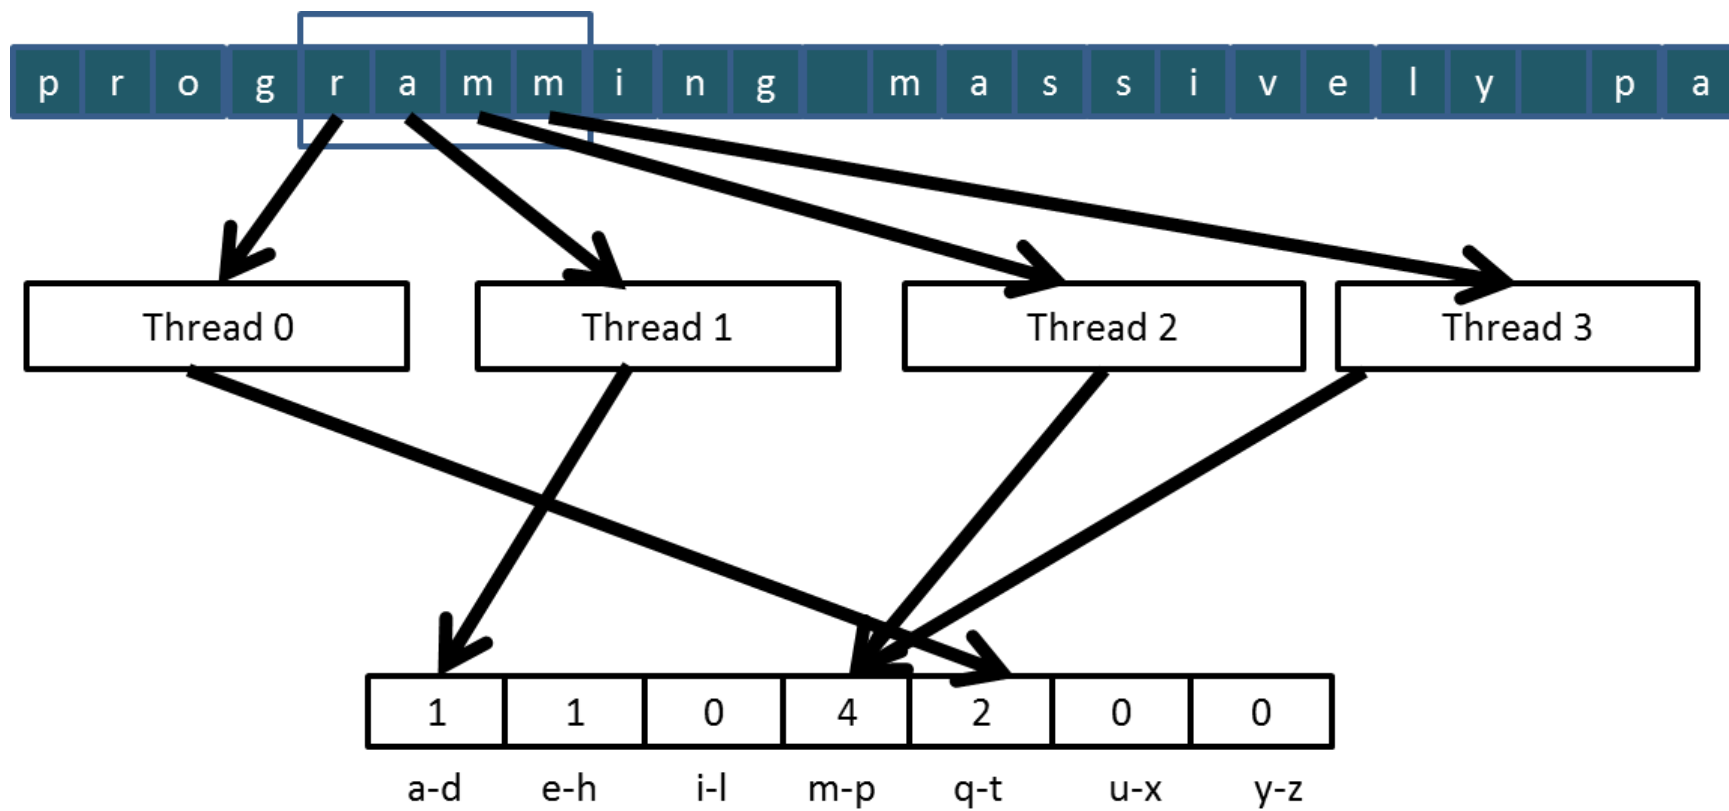 p r o g r a m m i n g m a s s i v e l y p a
Thread 0 Thread 1 Thread 2 Thread 3
1 1 0 4 2 0 0
a-d e-h i-l m-p q-t u-x y-z